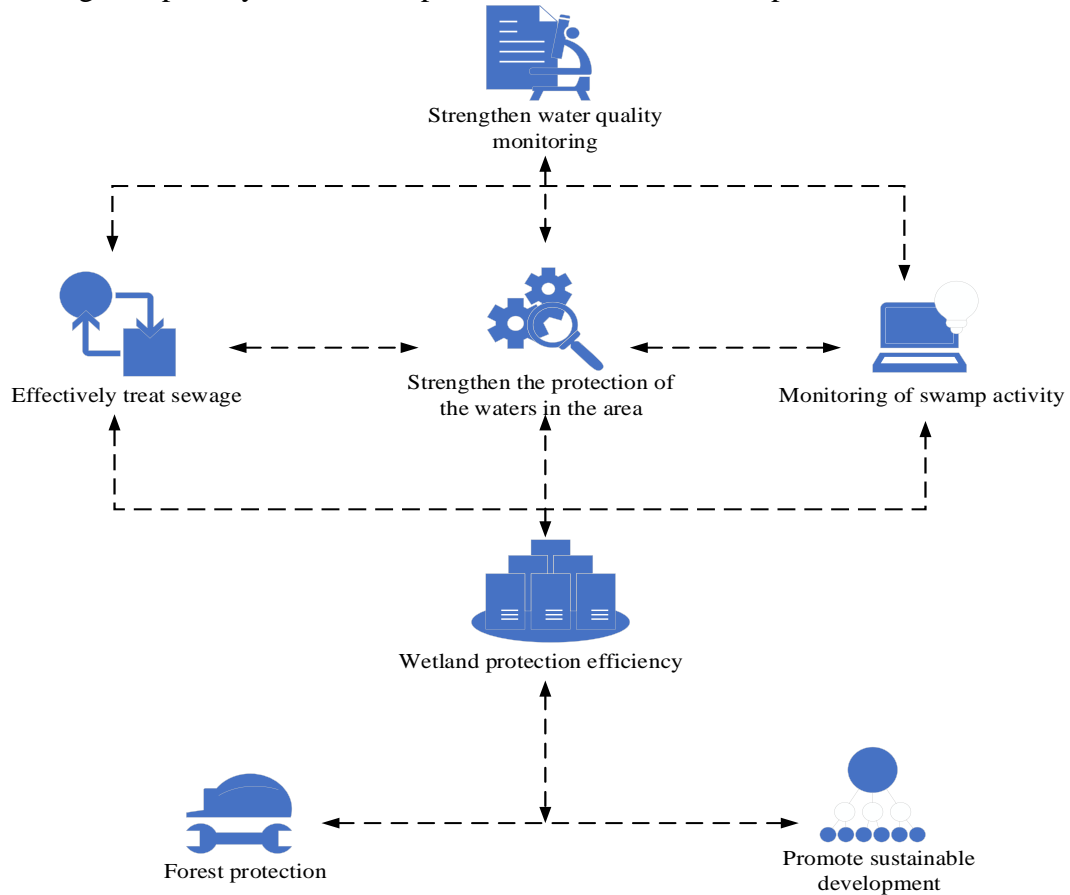 Strengthen water quality
monitoring
Effectively treat sewage
Strengthen the protection of
the waters in the area
Monitoring of swamp activity
Wetland protection efficiency
Forest protection
Promote sustainable
development